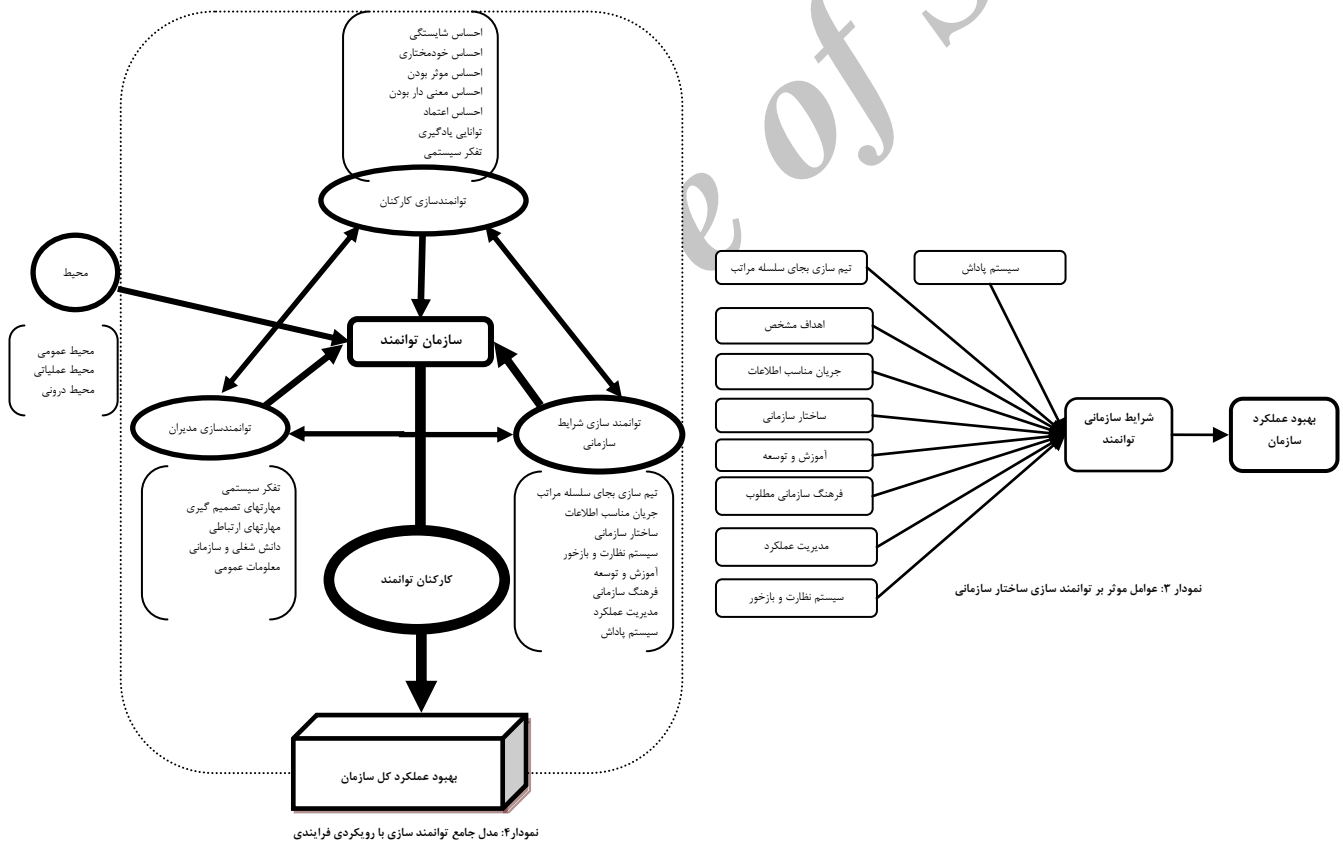 احساس شایستگی
احساس خودمختاری
احساس موثر بودن
احساس معنی دار بودن
احساس اعتماد
توانایی یادگیری
تفکر سیستمی
توانمندسازی کارکنان
محیط
محیط عمومی
محیط عملیاتی
محیط درونی
سازمان توانمند
توانمندسازی مدیران
توانمند سازی شرایط
سازمانی
تفکر سیستمی
مهارتهای تصمیم گیری
مهارتهای ارتباطی
دانش شغلی و سازمانی
معلومات عمومی
تیم سازی بجای سلسله مراتب
جریان مناسب اطلاعات
ساختار سازمانی
سیستم نظارت و بازخور
آموزش و توسعه
فرهنگ سازمانی
مدیریت عملکرد
سیستم پاداش
کارکنان توانمند
بهبود عملکرد کل سازمان
نمودار۴: مدل جامع توانمند سازی با رویکردی فرایندی
سیستم پاداش
تیم سازی بجای سلسله مراتب
اهداف مشخص
جریان مناسب اطلاعات
ساختار سازمانی
آموزش و توسعه
فرهنگ سازمانی مطلوب
مدیریت عملکرد
سیستم نظارت و بازخور
شرایط سازمانی
توانمند
بهبود عملکرد
سازمان
نمودار ۳: عوامل موثر بر توانمند سازی ساختار سازمانی
e of S